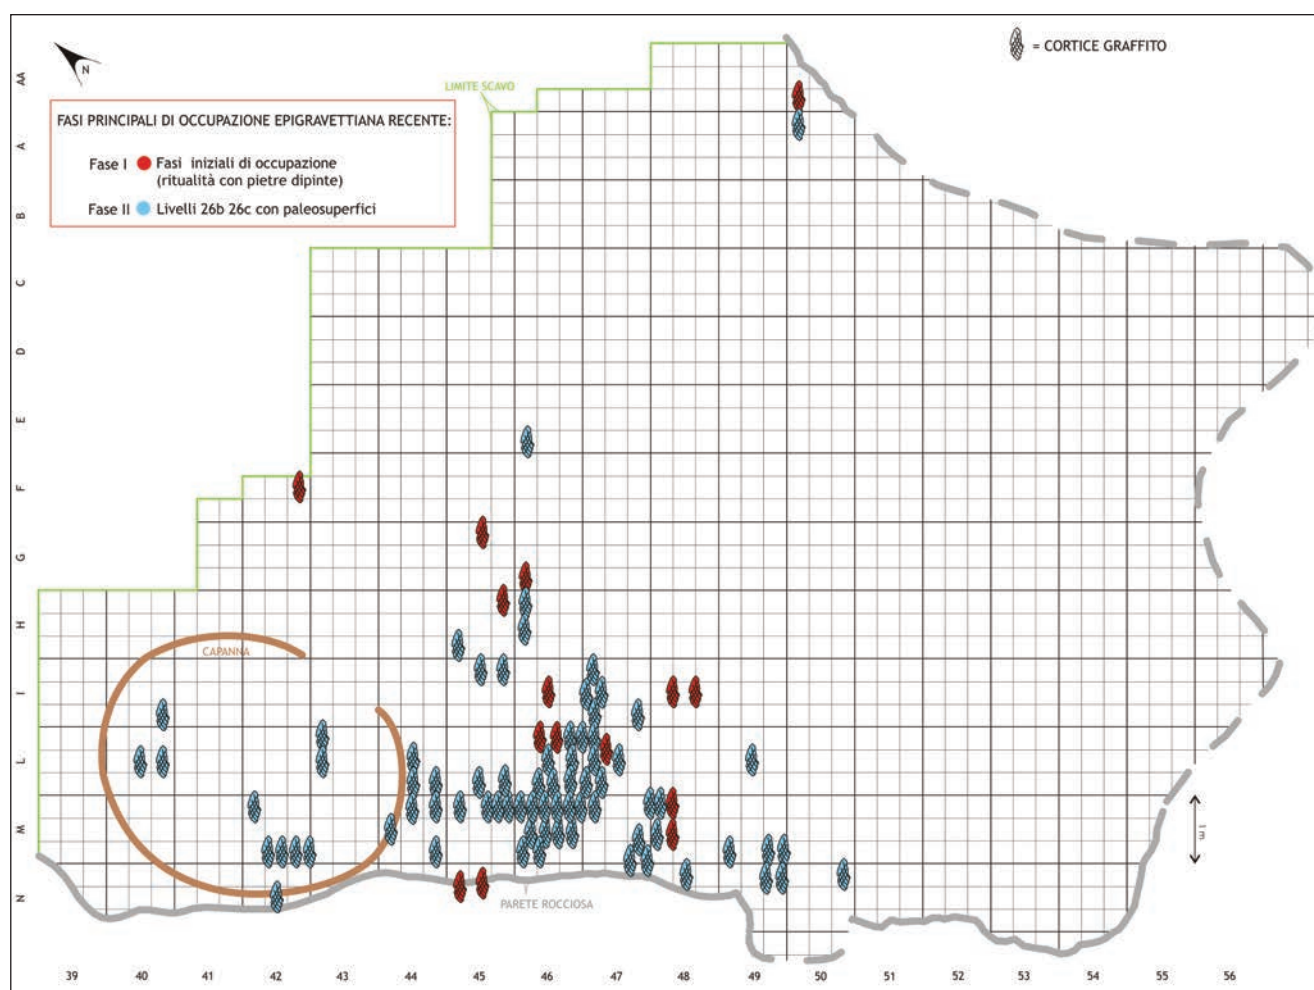 = CORTICE GRAFFITO
N
LIMITE SCAVO
FASI PRINCIPALI DI OCCUPAZIONE EPIGRAVETTIANA RECENTE:
Fase I Fasi iniziali di occupazione
(ritualità con pietre dipinte)
Fase II Livelli 26b 26c con paleosuperfici
AA
A
B
C
D
E
F
G
H
I
L
M
N
CAPANNA
1m
PARETE ROCCIOSA
39 40 41 42 43 44 45 46 47 48 49 50 51 52 53 54 55 56